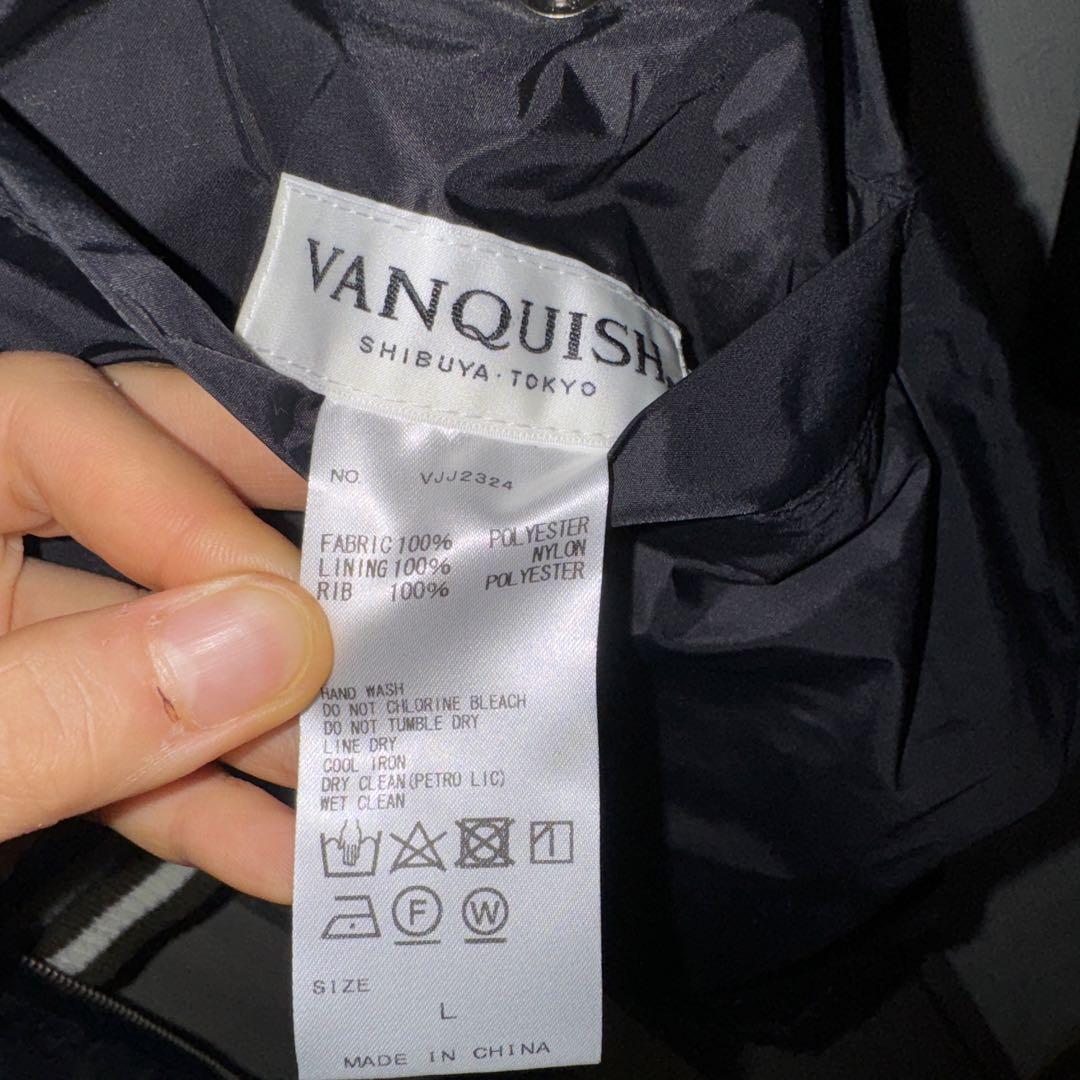 VANQUISH
SHIBUYA・TOKYO
NO. VJJ2324
FABRIC 100% POLYESTER
LINING 100% NYLON
RIB 100% POLYESTER
HAND WASH
DO NOT CHLORINE BLEACH
DO NOT TUMBLE DRY
LINE DRY
COOL IRON
DRY CLEAN(PETRO LIC)
WET CLEAN
F W
SIZE
L
MADE IN CHINA